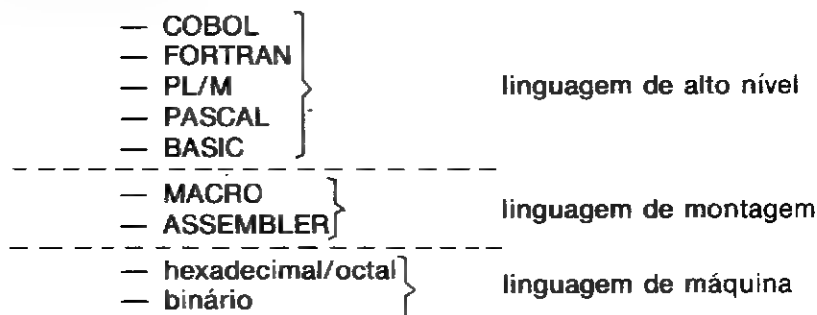 — COBOL
— FORTRAN
— PL/M
— PASCAL
— BASIC
linguagem de alto nível
— MACRO
— ASSEMBLER
linguagem de montagem
— hexadecimal/octal
— binário
linguagem de máquina